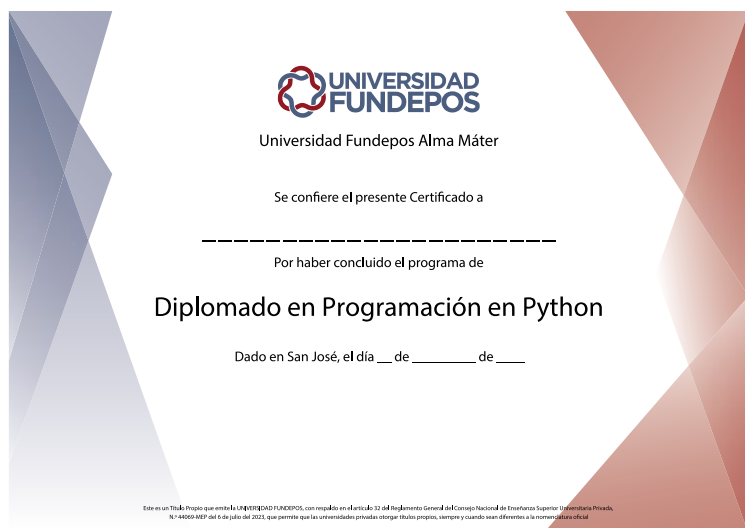 UNIVERSIDAD
FUNDEPOS
Universidad Fundepos Alma Máter
Se confiere el presente Certificado a
______________________
Por haber concluido el programa de
Diplomado en Programación en Python
Dado en San José, el día __ de _________ de ____
Este es un Título Propio que emite la UNIVERSIDAD FUNDEPOS, con respaldo en el artículo 32 del Reglamento General del Consejo Nacional de Enseñanza Superior Universitaria Privada,
N.º 44069-MEP del 6 de julio del 2023, que permite que las universidades privadas otorgar títulos propios, siempre y cuando sean diferentes a la nomenclatura oficial